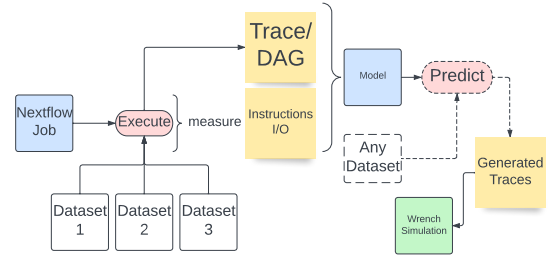 Trace/
DAG
Nextflow
Job
Execute
measure
Instructions
I/O
Model
Predict
Any
Dataset
Generated
Traces
Dataset
1
Dataset
2
Dataset
3
Wrench
Simulation